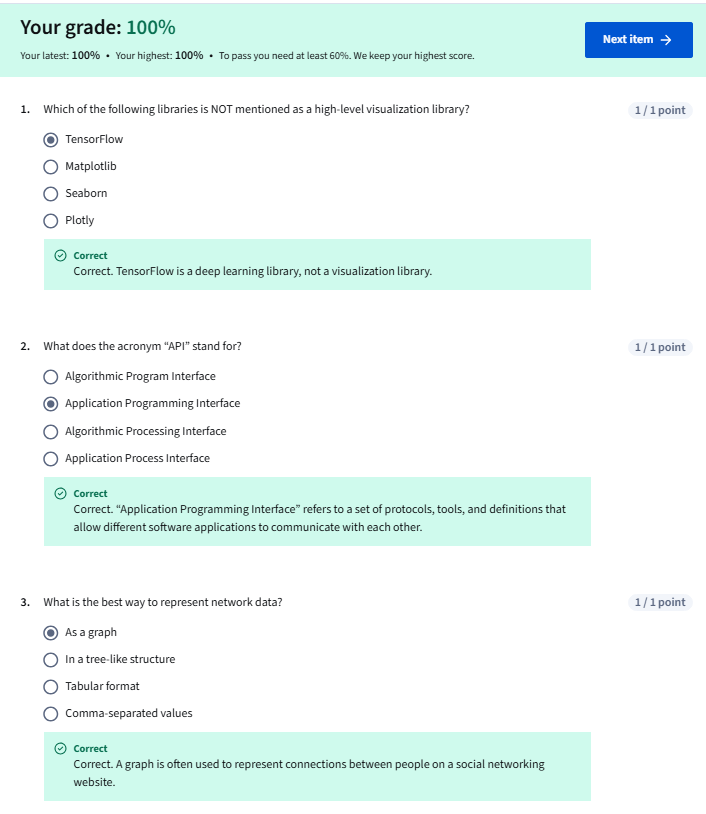 Your grade: 100%
Next item →
Your latest: 100% • Your highest: 100% • To pass you need at least 60%. We keep your highest score.
1. Which of the following libraries is NOT mentioned as a high-level visualization library?
1 / 1 point
TensorFlow
Matplotlib
Seaborn
Plotly
Correct
Correct. TensorFlow is a deep learning library, not a visualization library.
2. What does the acronym “API” stand for?
1 / 1 point
Algorithmic Program Interface
Application Programming Interface
Algorithmic Processing Interface
Application Process Interface
Correct
Correct. “Application Programming Interface” refers to a set of protocols, tools, and definitions that
allow different software applications to communicate with each other.
3. What is the best way to represent network data?
1 / 1 point
As a graph
In a tree-like structure
Tabular format
Comma-separated values
Correct
Correct. A graph is often used to represent connections between people on a social networking
website.